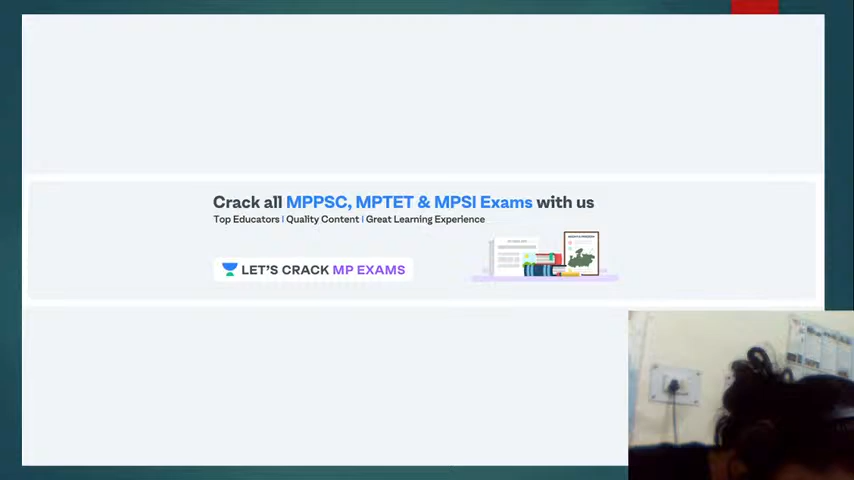 Crack all MPPSC, MPTET & MPSI Exams with us
Top Educators | Quality Content | Great Learning Experience
LET'S CRACK MP EXAMS